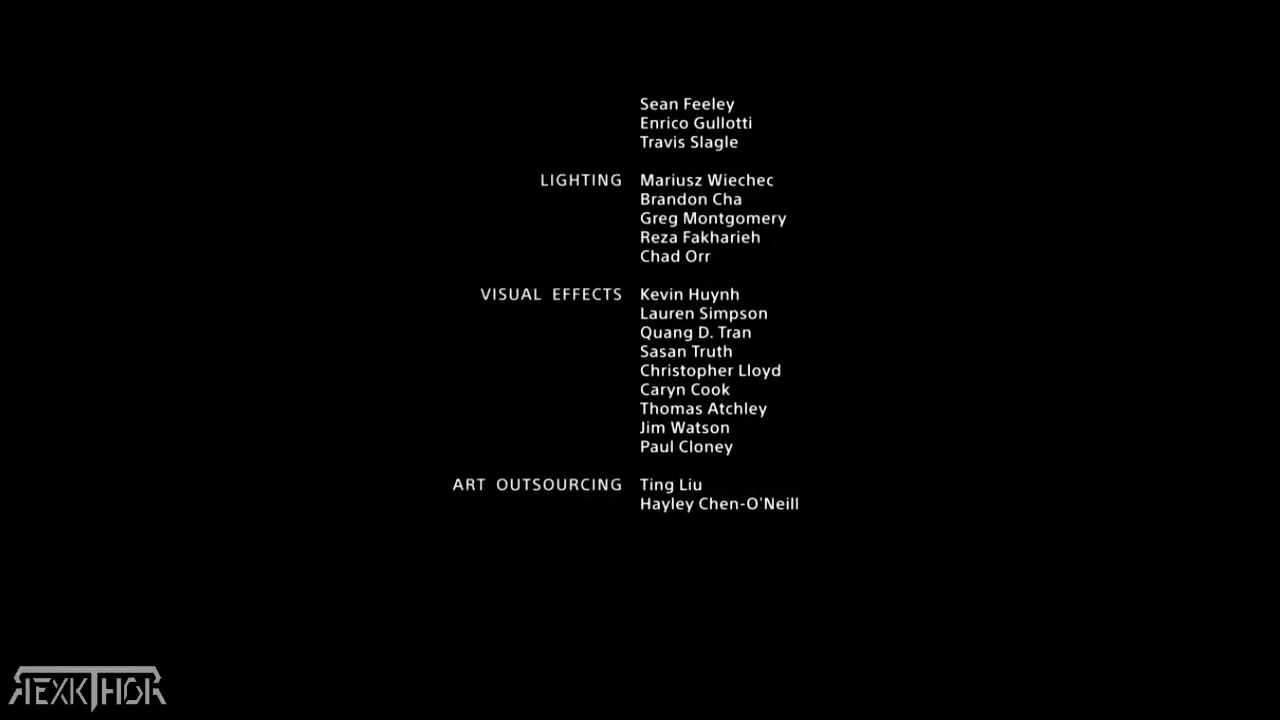 Sean Feeley
Enrico Gullotti
Travis Slagle
LIGHTING Mariusz Wiechec
Brandon Cha
Greg Montgomery
Reza Fakharieh
Chad Orr
VISUAL EFFECTS Kevin Huynh
Lauren Simpson
Quang D. Tran
Sasan Truth
Christopher Lloyd
Caryn Cook
Thomas Atchley
Jim Watson
Paul Cloney
ART OUTSOURCING Ting Liu
Hayley Chen-O'Neill